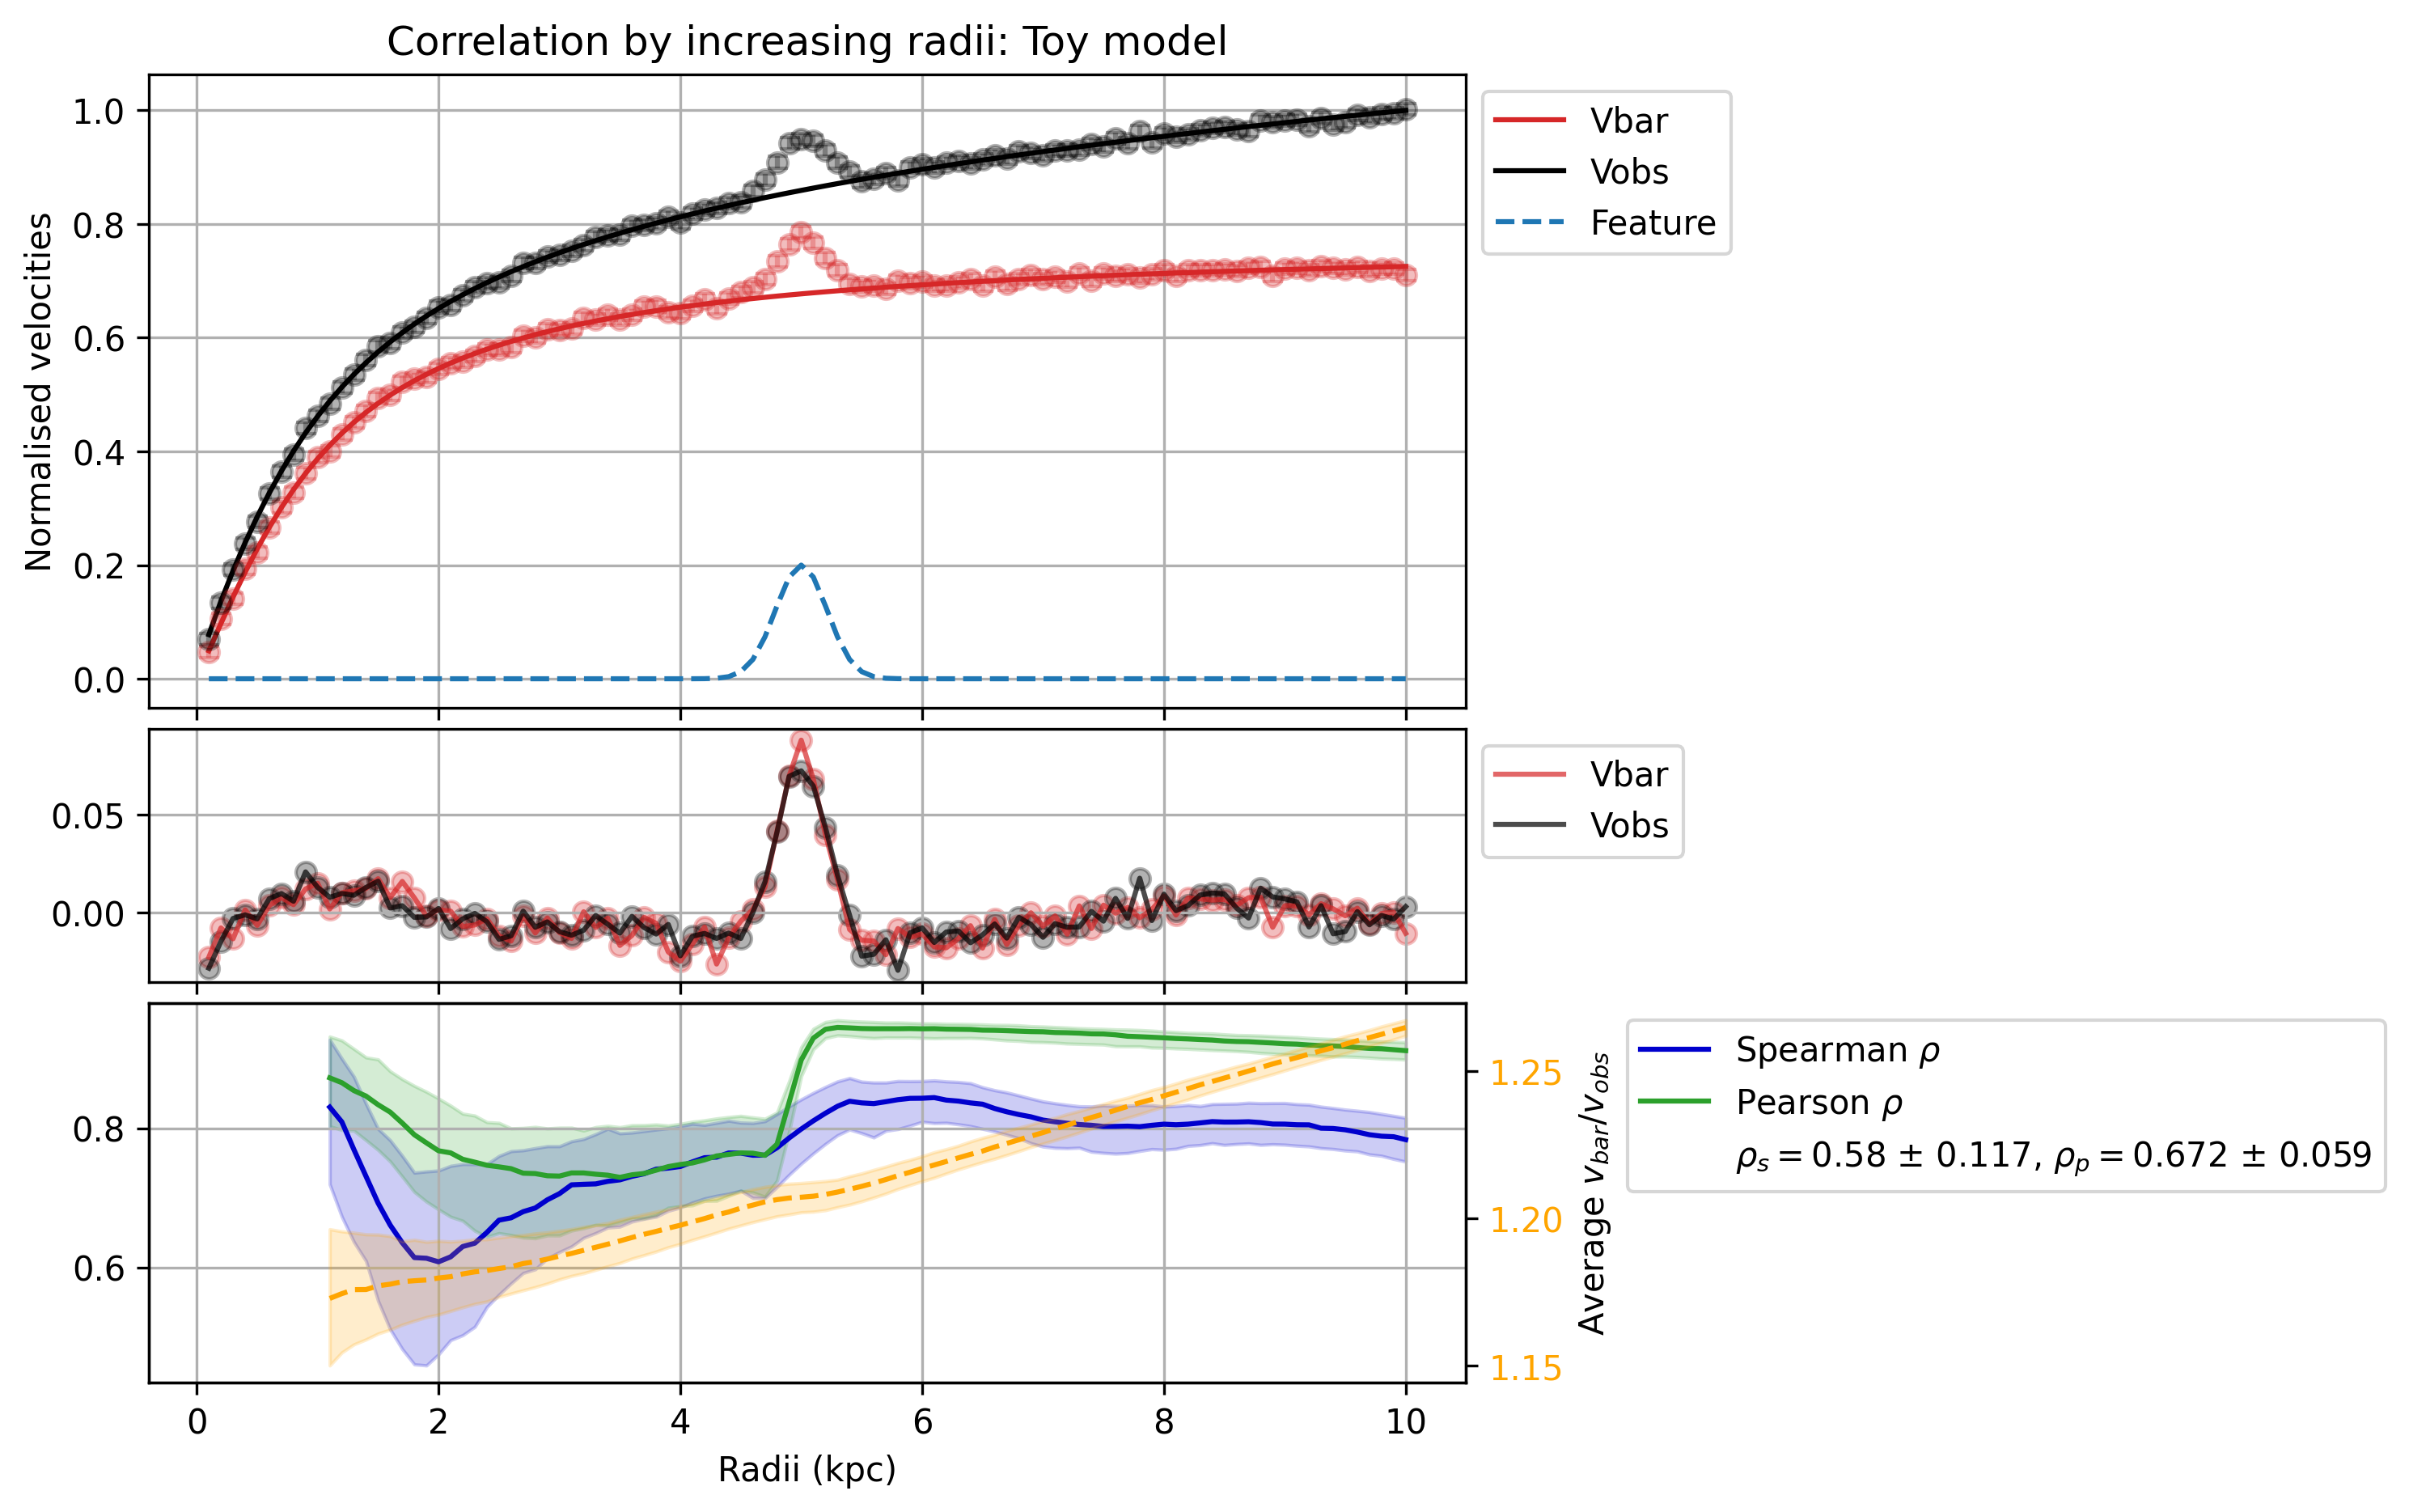 Correlation by increasing radii: Toy model
Normalised velocities
1.0
0.8
0.6
0.4
0.2
0.0
Vbar
Vobs
Feature
0.05
0.00
Vbar
Vobs
0.8
0.6
1.25
1.20
1.15
Average v_bar/v_obs
Spearman ρ
Pearson ρ
ρ_s = 0.58 ± 0.117, ρ_p = 0.672 ± 0.059
0 2 4 6 8 10
Radii (kpc)